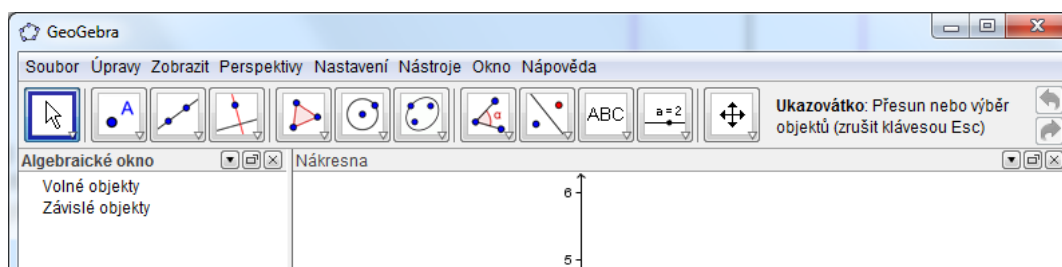 GeoGebra
Soubor Úpravy Zobrazit Perspektivy Nastavení Nástroje Okno Nápověda
A
α
ABC
a=2
Ukazovátko: Přesun nebo výběr
objektů (zrušit klávesou Esc)
Algebraické okno
Nákresna
Volné objekty
Závislé objekty
6
5